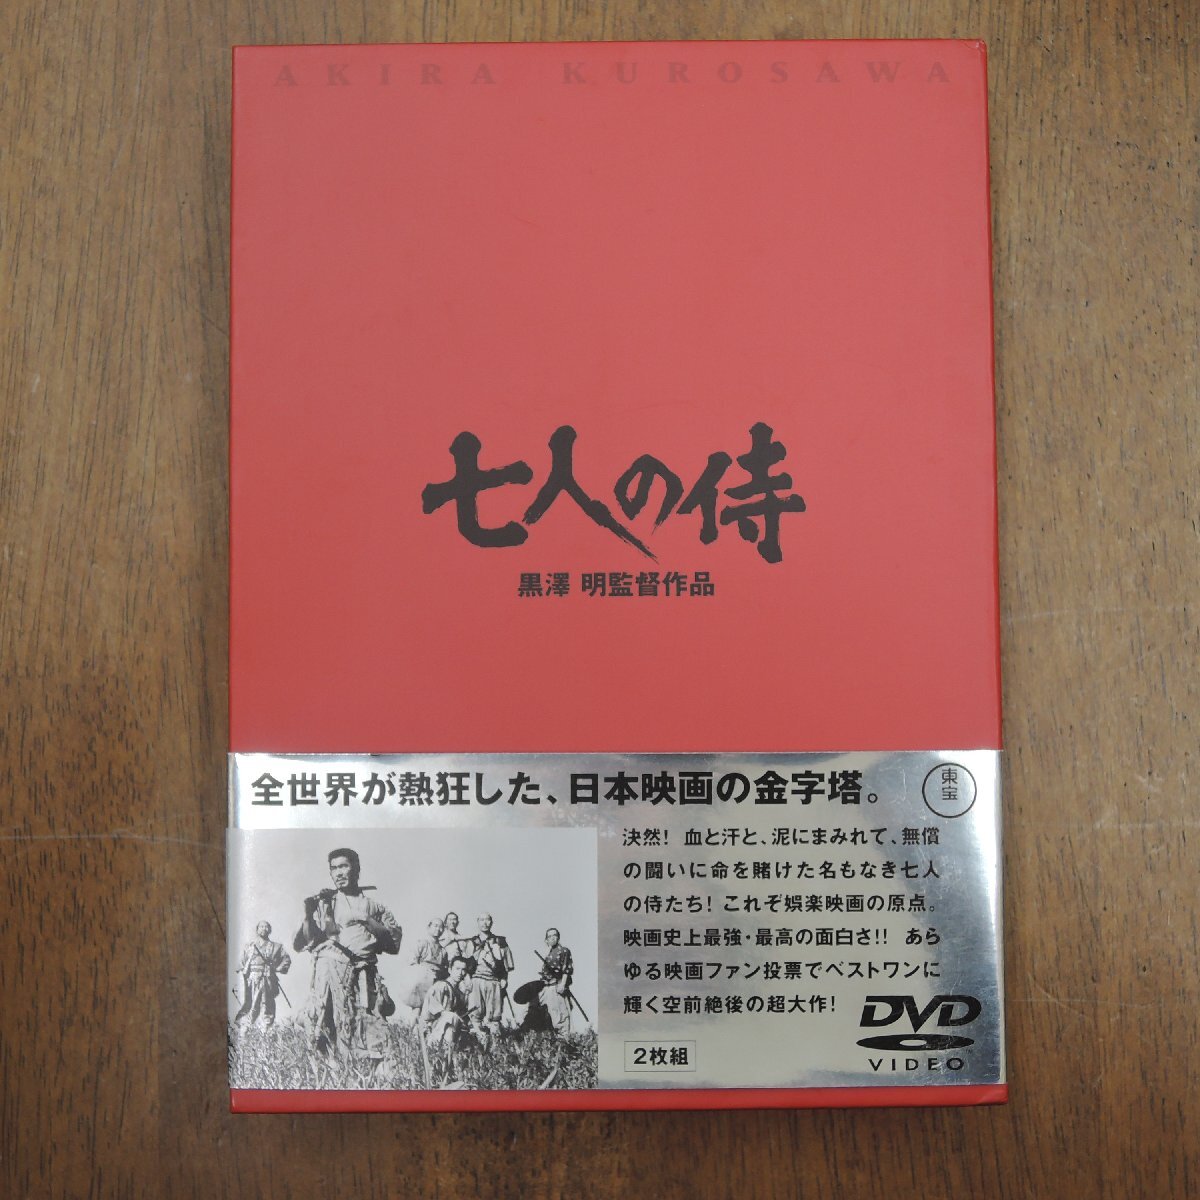 AKIRA KUROSAWA
七人の侍
黒澤 明監督作品
全世界が熱狂した、日本映画の金字塔。
東宝
決然! 血と汗と、泥にまみれて、無償
の闘いに命を賭けた名もなき七人
の侍たち! これぞ娯楽映画の原点。
映画史上最強・最高の面白さ!! あら
ゆる映画ファン投票でベストワンに
輝く空前絶後の超大作!
2枚組
DVD
VIDEO